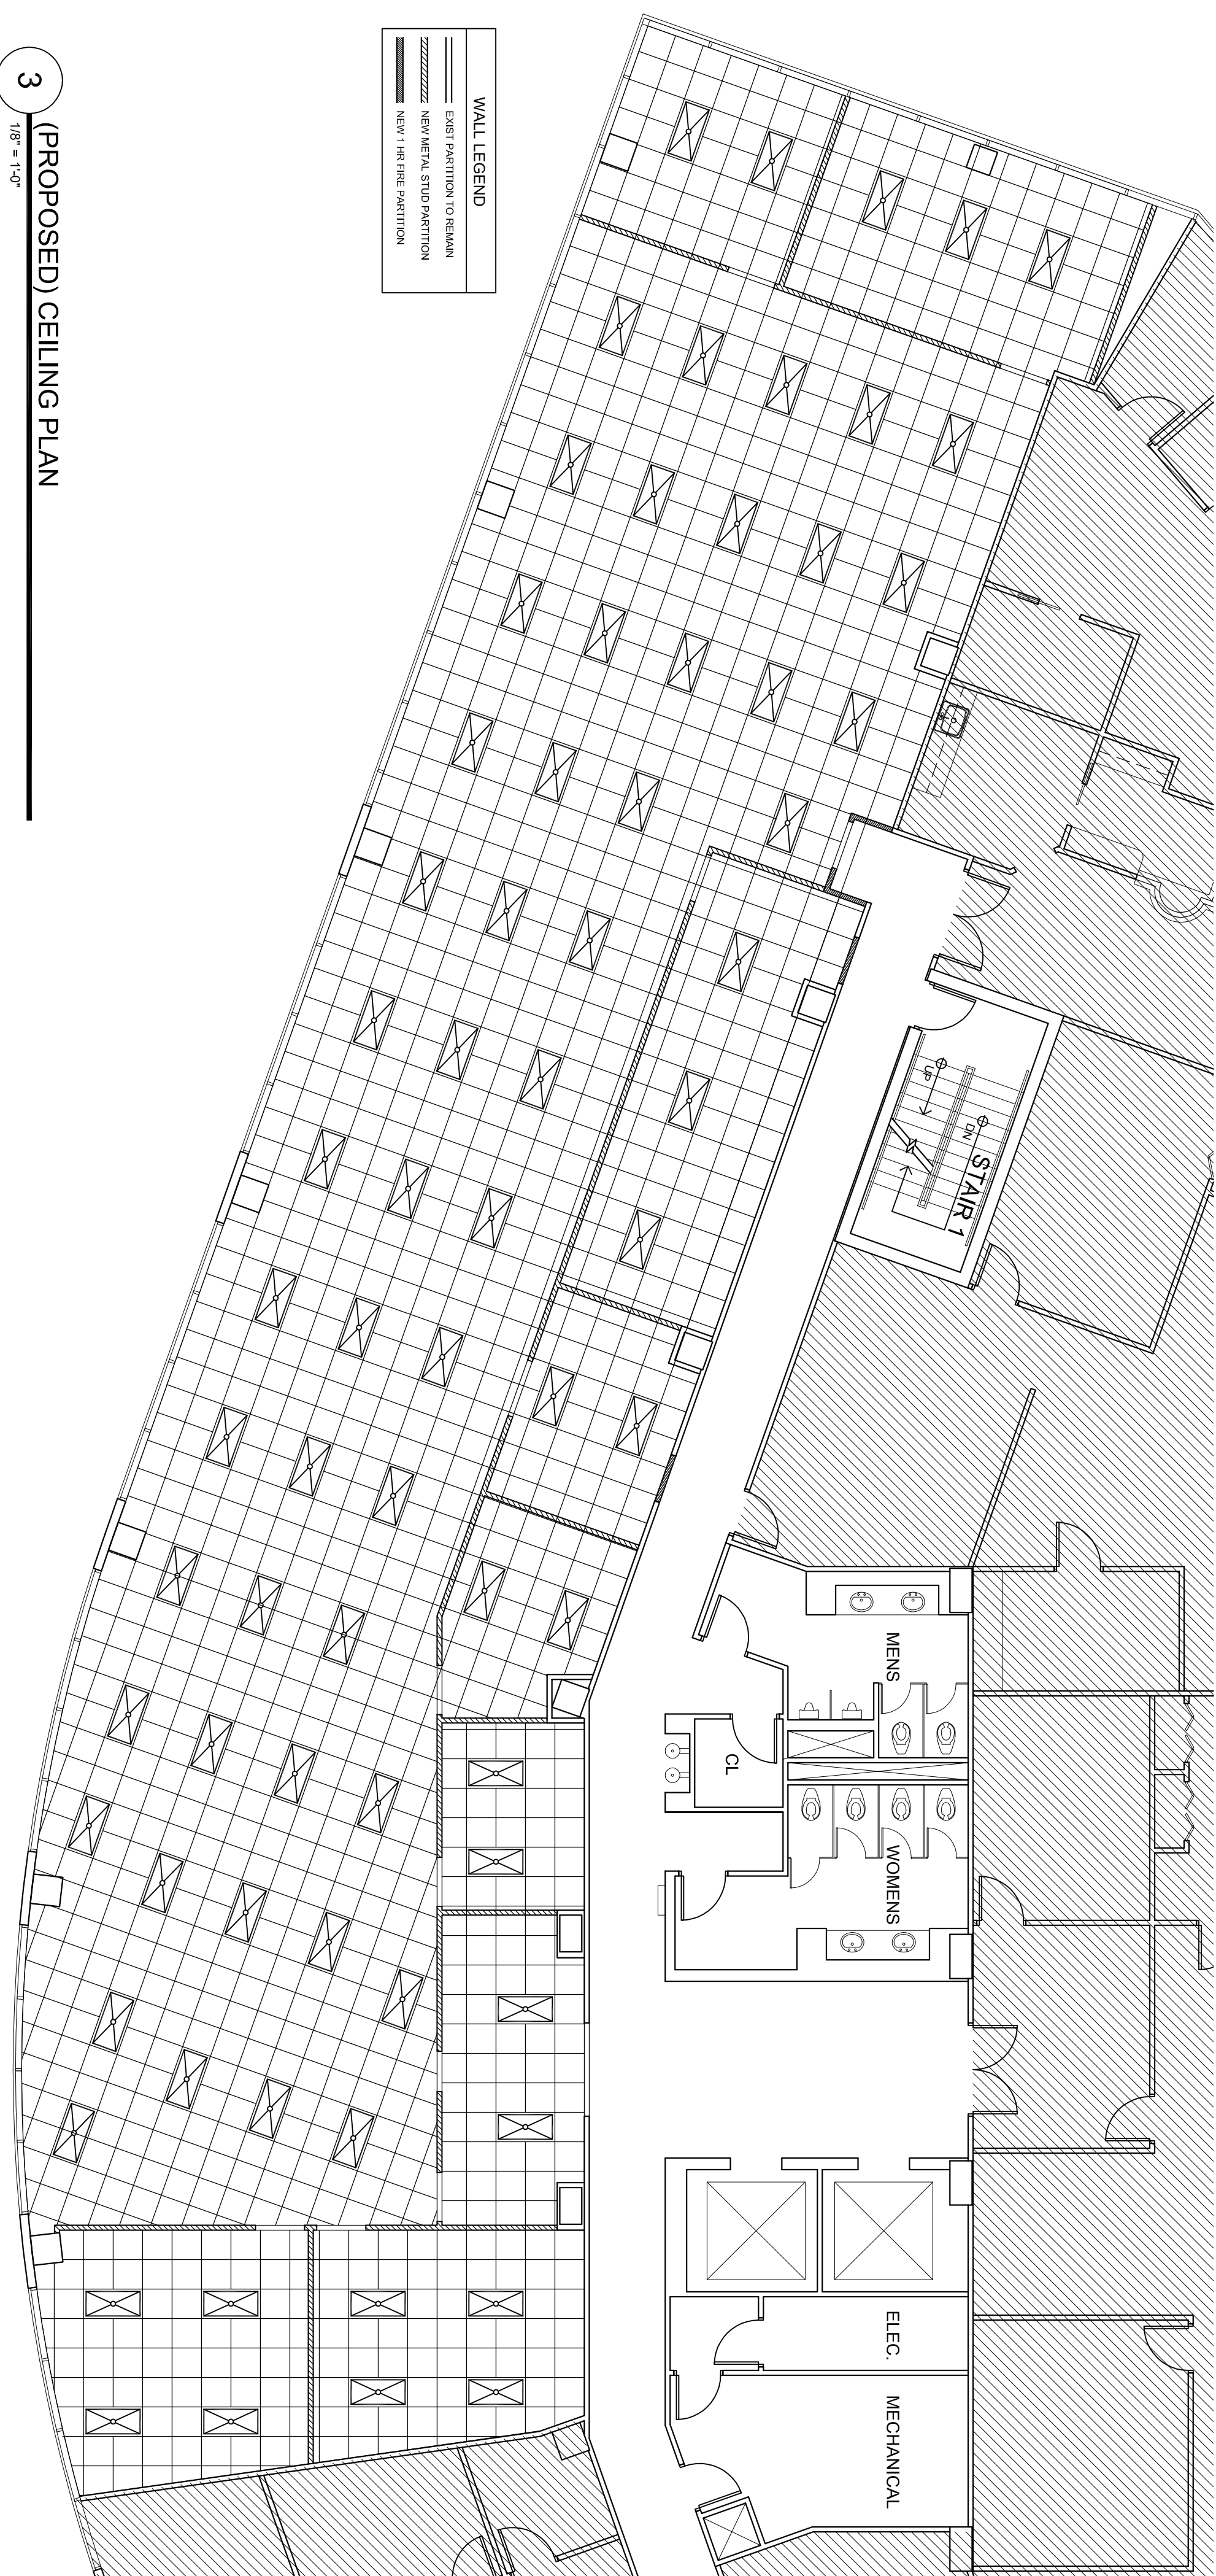 3
(PROPOSED) CEILING PLAN
1/8" = 1'-0"
WALL LEGEND
EXIST PARTITION TO REMAIN
NEW METAL STUD PARTITION
NEW 1 HR FIRE PARTITION
UP
DN
STAIR 1
MENS
CL
WOMENS
ELEC.
MECHANICAL